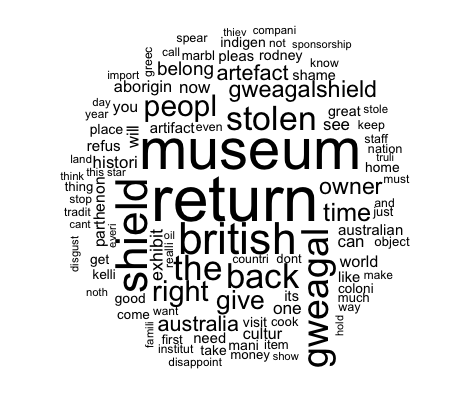 thiev compani
spear indigen not sponsorship
greec call marbl pleas rodney
belong artefact shame know
import aborigin now gweagalshield
day you peopl stolen great stole
year place artifact even see keep
refus will museum staff
land histori nation
think this star parthenon truli
thing home must
stop shield return owner
tradit time and just
cant everi exhibit oil british australian
disgust realli can object
get the countri dont back world
kelli right give its like make
noth good want one coloni
come australia visit cook gweagal much
famili first need cultur hold way
institut take mani item
disappoint money show